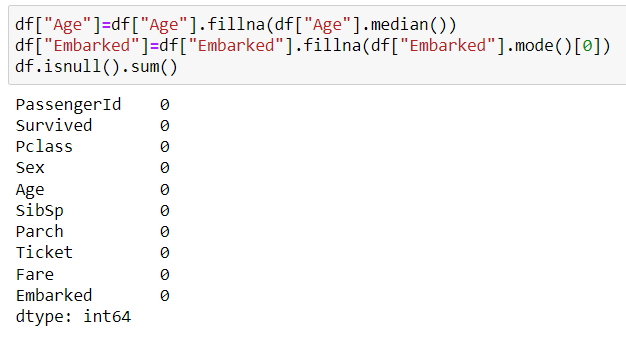 df["Age"]=df["Age"].fillna(df["Age"].median())
df["Embarked"]=df["Embarked"].fillna(df["Embarked"].mode()[0])
df.isnull().sum()
PassengerId    0
Survived       0
Pclass         0
Sex            0
Age            0
SibSp          0
Parch          0
Ticket         0
Fare           0
Embarked       0
dtype: int64